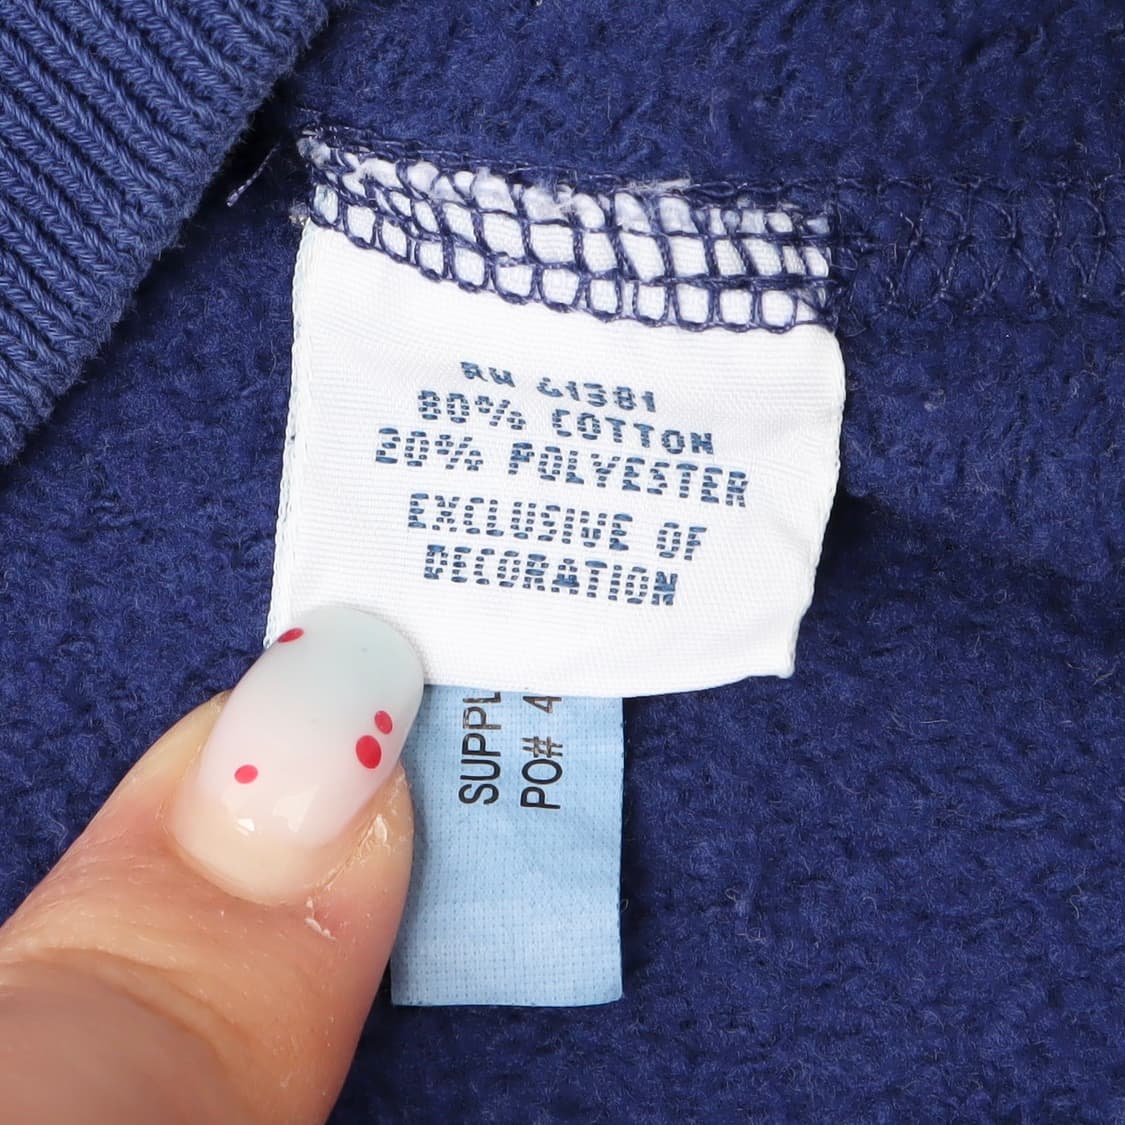 RN 61381
80% COTTON
20% POLYESTER
EXCLUSIVE OF
DECORATION
SUPPL
PO# 4